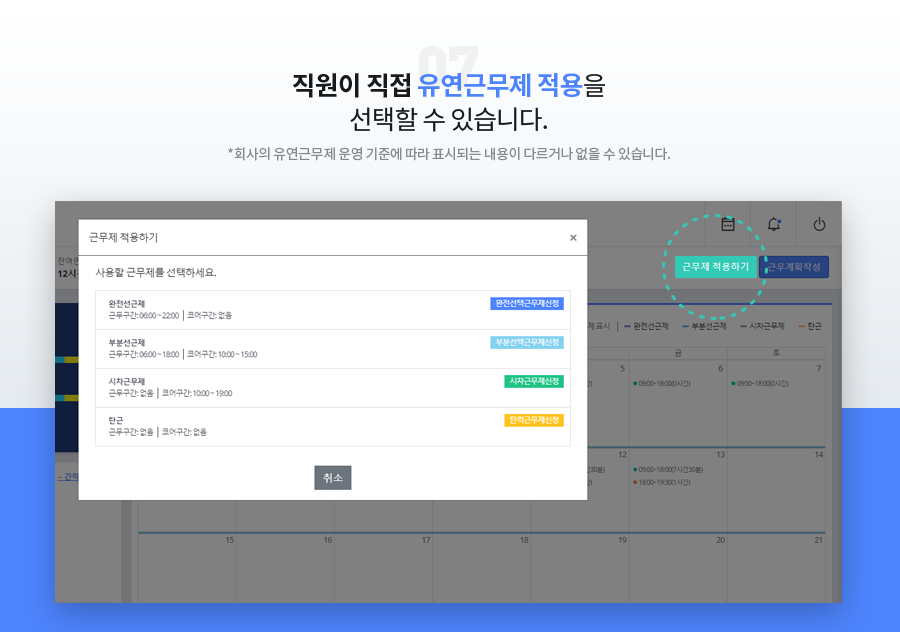 07
직원이 직접 유연근무제 적용을
선택할 수 있습니다.
*회사의 유연근무제 운영 기준에 따라 표시되는 내용이 다르거나 없을 수 있습니다.
근무제 적용하기 ×
사용할 근무제를 선택하세요.
완전선근제 완전선택근무제신청
근무구간: 06:00 ~ 22:00 | 코어구간: 없음
부분선근제 부분선택근무제신청
근무구간: 06:00 ~ 18:00 | 코어구간: 10:00 ~ 15:00
시차근무제 시차근무제신청
근무구간: 없음 | 코어구간: 10:00 ~ 19:00
탄근 탄력근무제신청
근무구간: 없음 | 코어구간: 없음
취소
근무제 적용하기 근무계획작성
제 표시 | 완전선근제 부분선근제 시차근무제 탄근
금 토
5 6 7
09:00~18:00(0시간) 09:00~18:00(0시간)
12 13 14
09:00~18:00(7시간30분)
18:00~19:30(1시간)
15 16 17 18 19 20 21